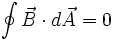 ∮ B⃗ · dA⃗ = 0